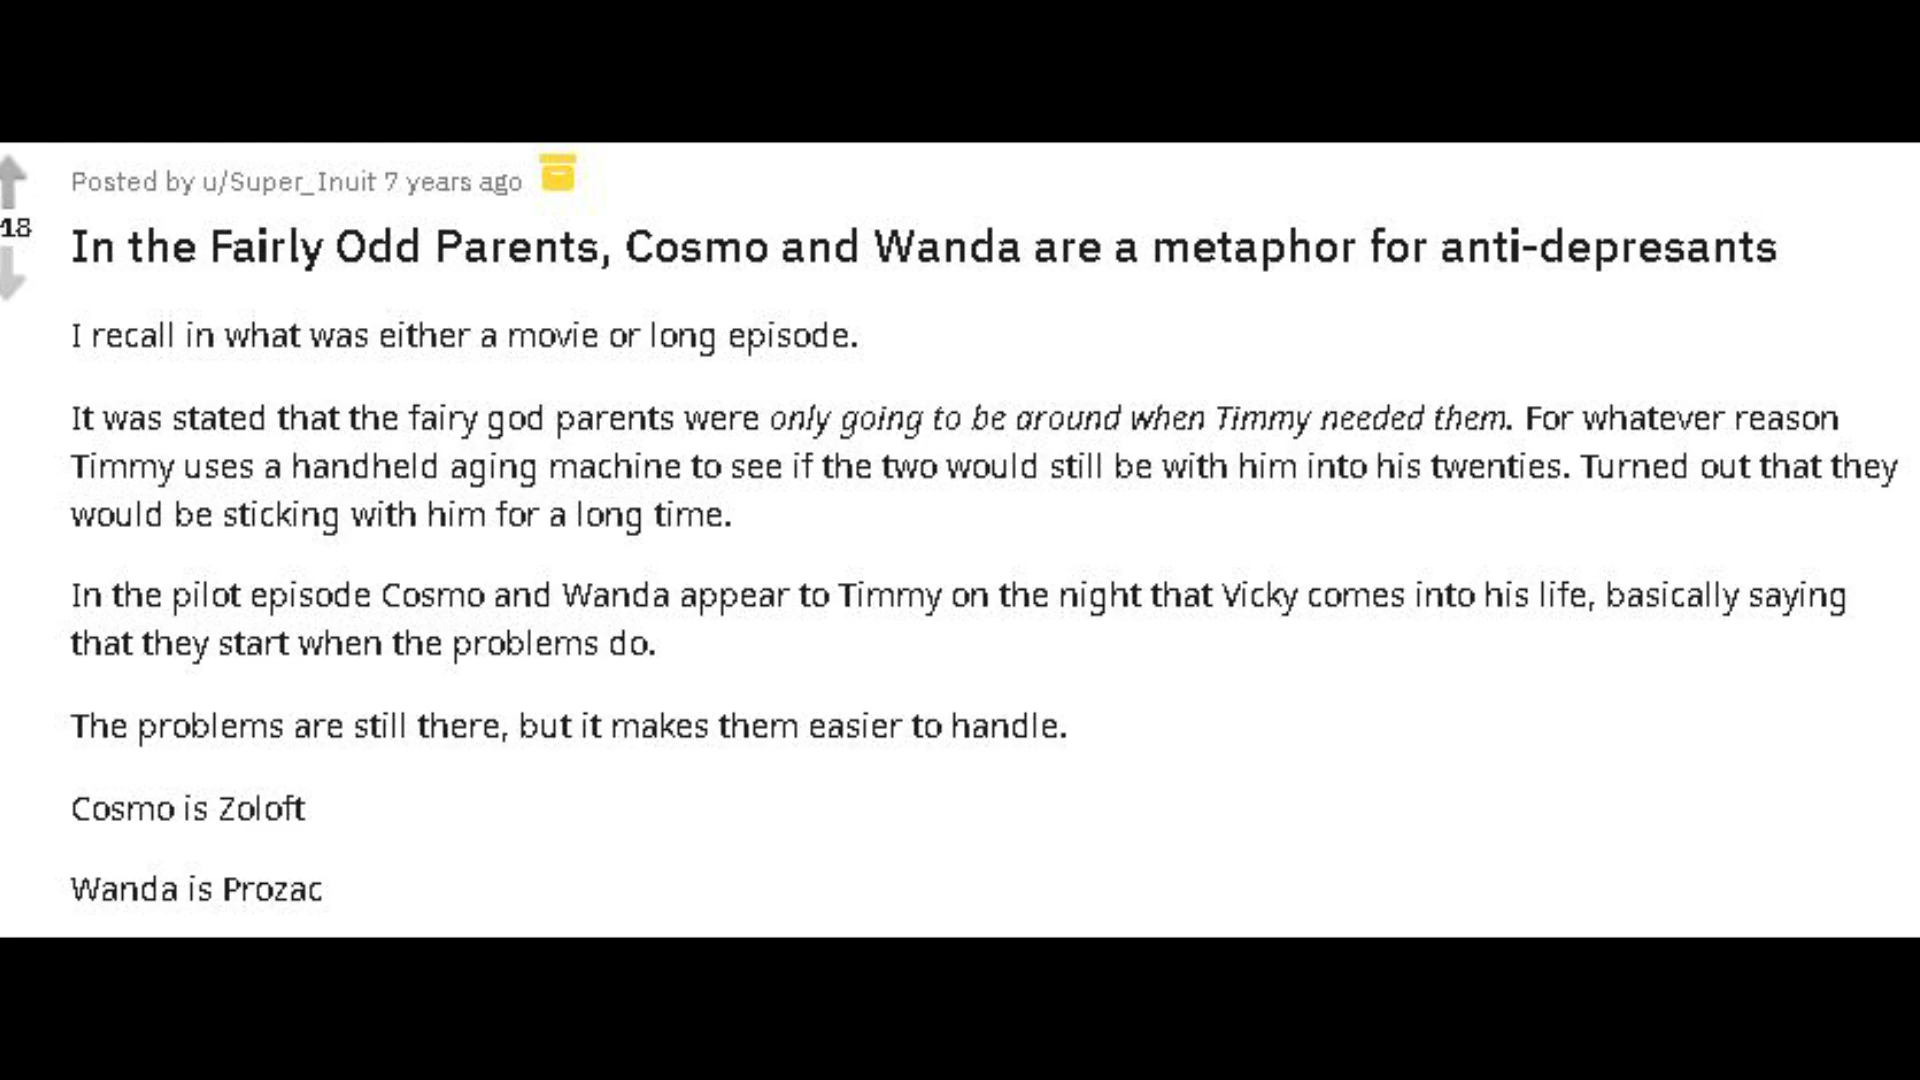 Posted by u/Super_Inuit 7 years ago
18
In the Fairly Odd Parents, Cosmo and Wanda are a metaphor for anti-depresants
I recall in what was either a movie or long episode.
It was stated that the fairy god parents were only going to be around when Timmy needed them. For whatever reason
Timmy uses a handheld aging machine to see if the two would still be with him into his twenties. Turned out that they
would be sticking with him for a long time.
In the pilot episode Cosmo and Wanda appear to Timmy on the night that Vicky comes into his life, basically saying
that they start when the problems do.
The problems are still there, but it makes them easier to handle.
Cosmo is Zoloft
Wanda is Prozac